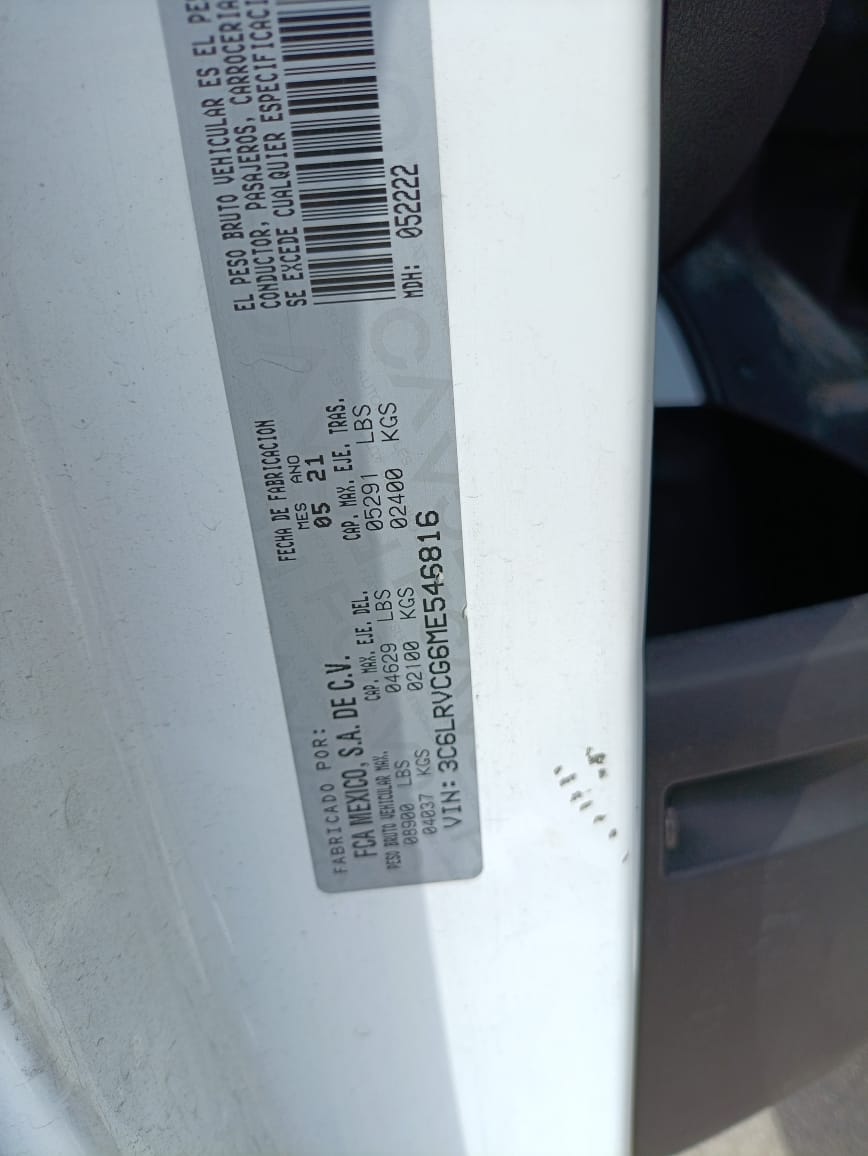 FABRICADO POR:
FCA MEXICO, S.A. DE C.V.
PESO BRUTO VEHICULAR MAX.
08900 LBS
04037 KGS
CAP. MAX. EJE. DEL.
04629 LBS
02100 KGS
FECHA DE FABRICACION
MES ANO
05 21
CAP. MAX. EJE. TRAS.
05291 LBS
02400 KGS
VIN: 3C6LRVCG6ME546816
EL PESO BRUTO VEHICULAR ES EL
CONDUCTOR, PASAJEROS, CARROCERIA
SE EXCEDE CUALQUIER
MDH: 052222